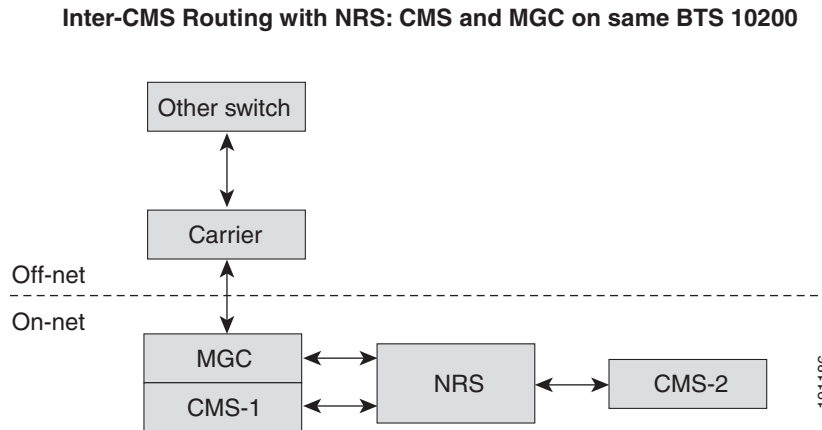 Inter-CMS Routing with NRS: CMS and MGC on same BTS 10200
Other switch
Carrier
Off-net
On-net
MGC
NRS
CMS-2
CMS-1